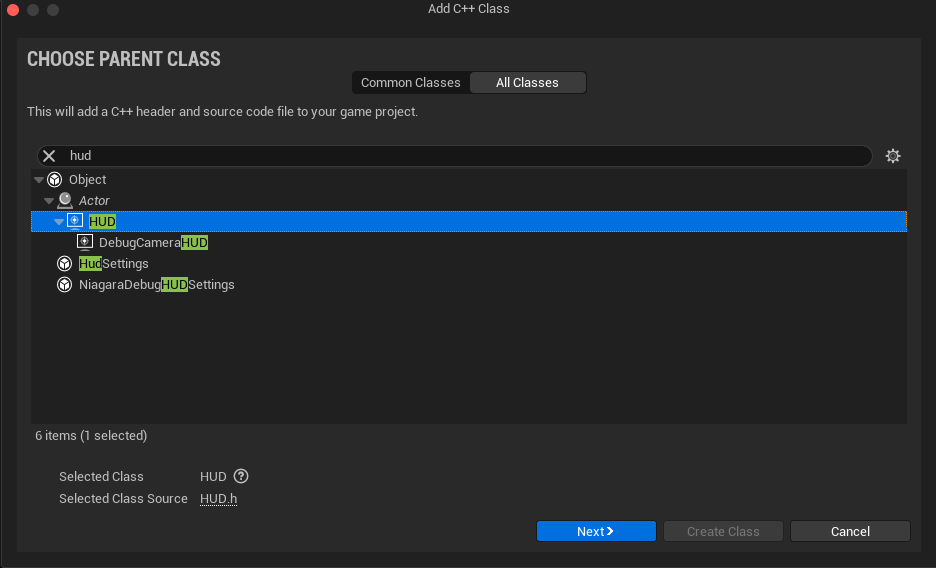 Add C++ Class
CHOOSE PARENT CLASS
Common Classes All Classes
This will add a C++ header and source code file to your game project.
hud
Object
Actor
HUD
DebugCameraHUD
HudSettings
NiagaraDebugHUDSettings
6 items (1 selected)
Selected Class HUD ?
Selected Class Source HUD.h
Next Create Class Cancel